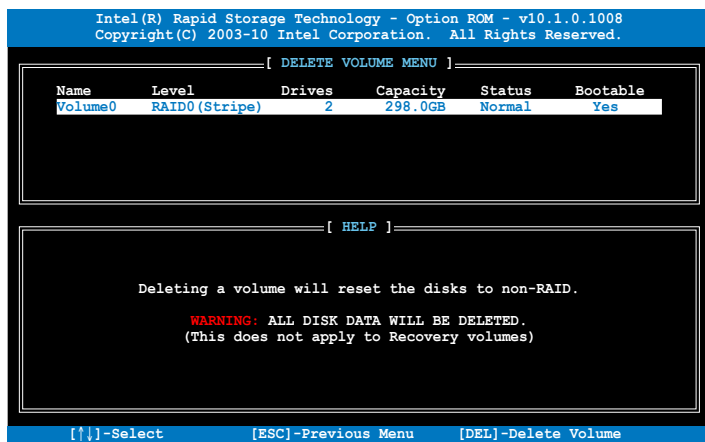 Intel(R) Rapid Storage Technology - Option ROM - v10.1.0.1008
Copyright(C) 2003-10 Intel Corporation.  All Rights Reserved.
[ DELETE VOLUME MENU ]
Name Level Drives Capacity Status Bootable
Volume0 RAID0(Stripe) 2 298.0GB Normal Yes
[ HELP ]
Deleting a volume will reset the disks to non-RAID.
WARNING: ALL DISK DATA WILL BE DELETED.
(This does not apply to Recovery volumes)
[↑↓]-Select [ESC]-Previous Menu [DEL]-Delete Volume